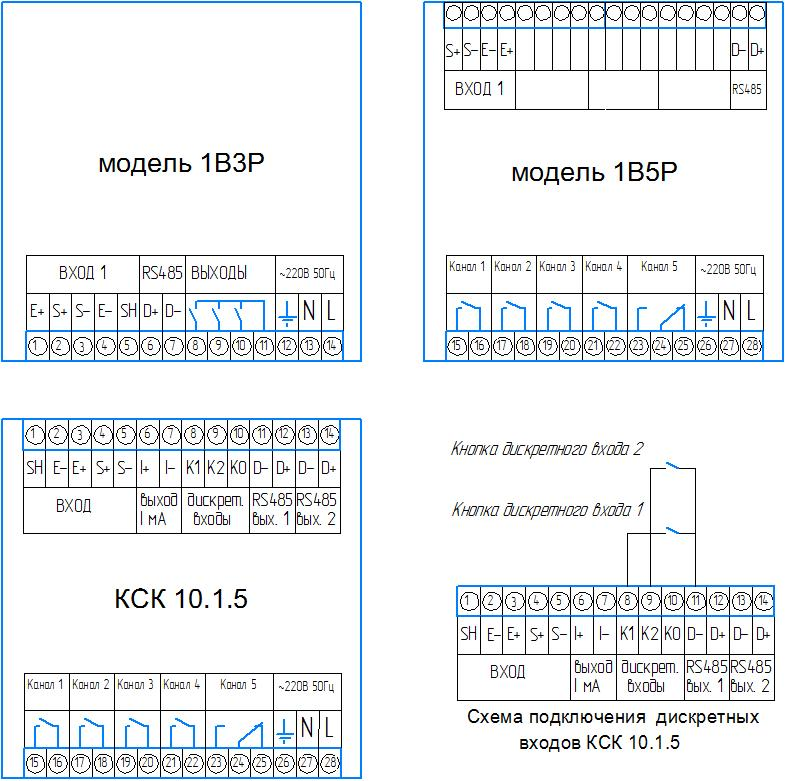 модель 1В3Р
ВХОД 1 RS485 ВЫХОДЫ ~220В 50Гц
E+ S+ S− E− SH D+ D− N L
1 2 3 4 5 6 7 8 9 10 11 12 13 14
S+ S− E− E+ D− D+
ВХОД 1 RS485
модель 1В5Р
Канал 1 Канал 2 Канал 3 Канал 4 Канал 5 ~220В 50Гц
N L
15 16 17 18 19 20 21 22 23 24 25 26 27 28
1 2 3 4 5 6 7 8 9 10 11 12 13 14
SH E− E+ S+ S− I+ I− K1 K2 K0 D− D+ D− D+
ВХОД выход дискрет. RS485 RS485
I мА входы вых. 1 вых. 2
КСК 10.1.5
Канал 1 Канал 2 Канал 3 Канал 4 Канал 5 ~220В 50Гц
N L
15 16 17 18 19 20 21 22 23 24 25 26 27 28
Кнопка дискретного входа 2
Кнопка дискретного входа 1
1 2 3 4 5 6 7 8 9 10 11 12 13 14
SH E− E+ S+ S− I+ I− K1 K2 K0 D− D+ D− D+
ВХОД выход дискрет. RS485 RS485
I мА входы вых. 1 вых. 2
Схема подключения дискретных
входов КСК 10.1.5